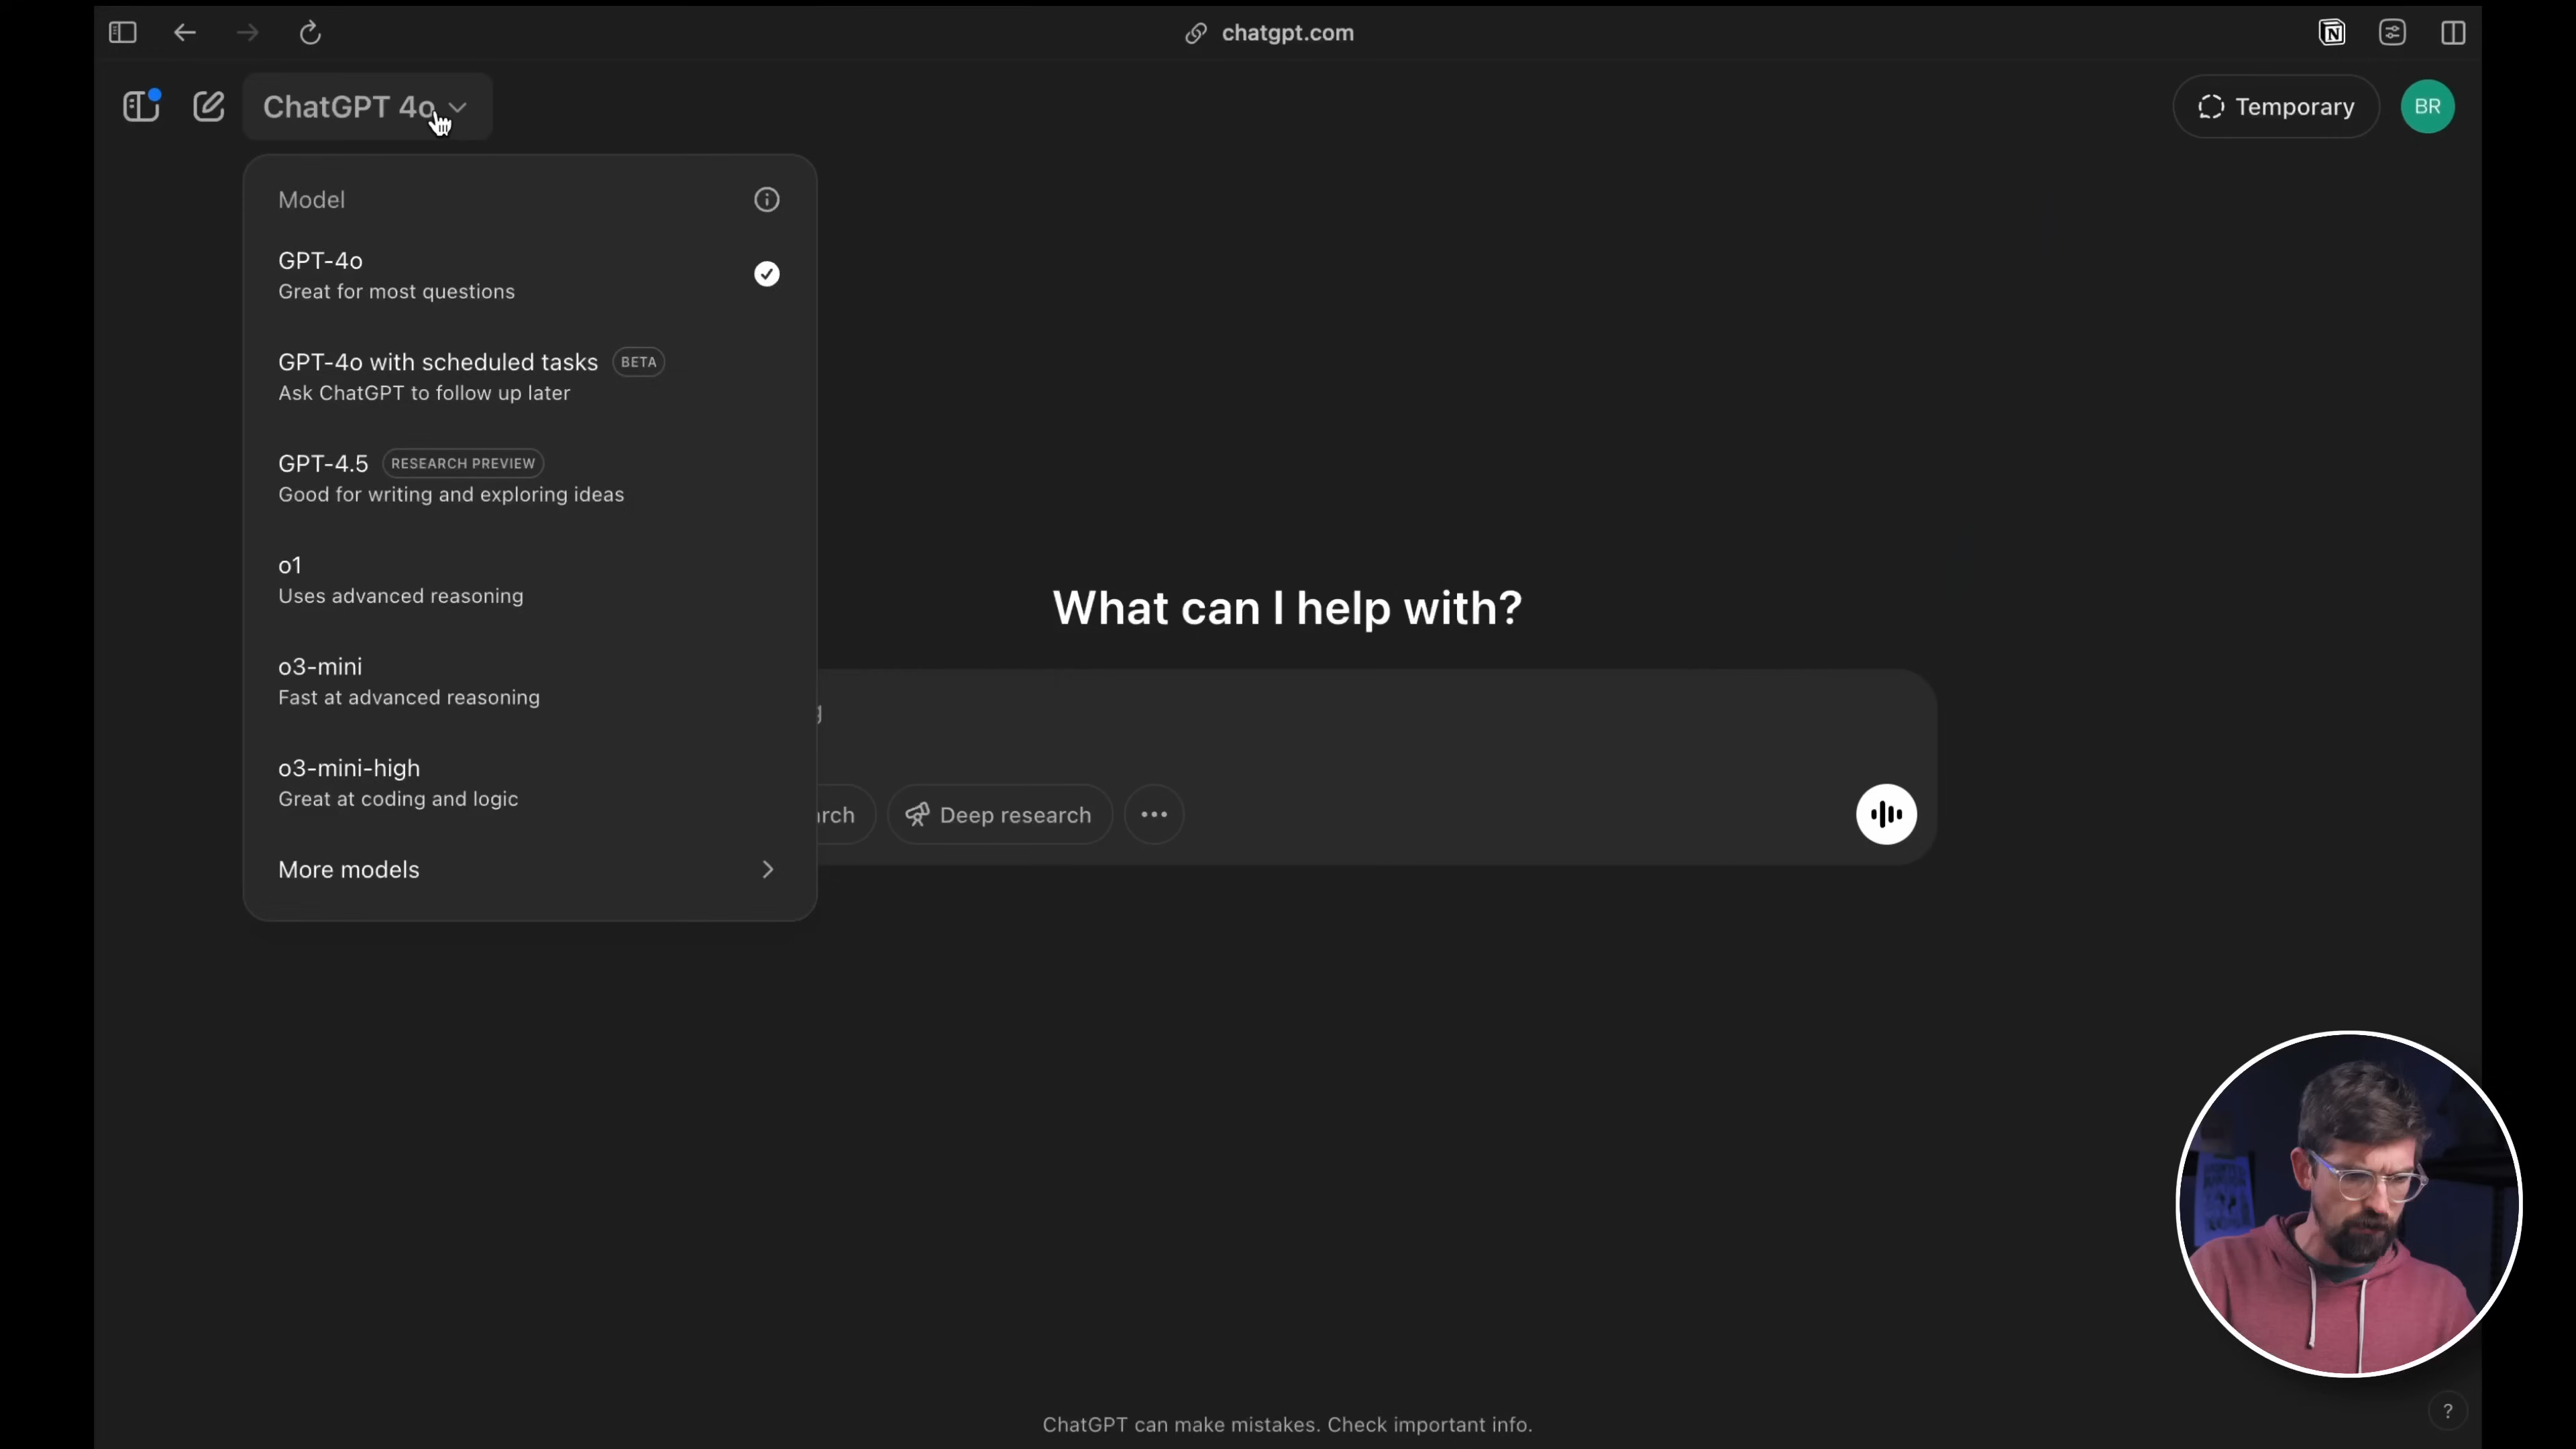 chatgpt.com
ChatGPT 4o
Temporary
BR
Model
GPT-4o
Great for most questions
GPT-4o with scheduled tasks BETA
Ask ChatGPT to follow up later
GPT-4.5 RESEARCH PREVIEW
Good for writing and exploring ideas
o1
Uses advanced reasoning
o3-mini
Fast at advanced reasoning
o3-mini-high
Great at coding and logic
More models
What can I help with?
Deep research
ChatGPT can make mistakes. Check important info.
?